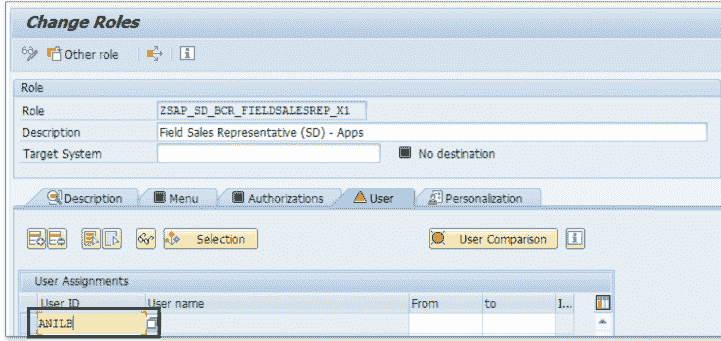 Change Roles
Other role
Role
Role ZSAP_SD_BCR_FIELDSALESREP_X1
Description Field Sales Representative (SD) - Apps
Target System No destination
Description Menu Authorizations User Personalization
Selection User Comparison
User Assignments
User ID User name From to I...
ANILB